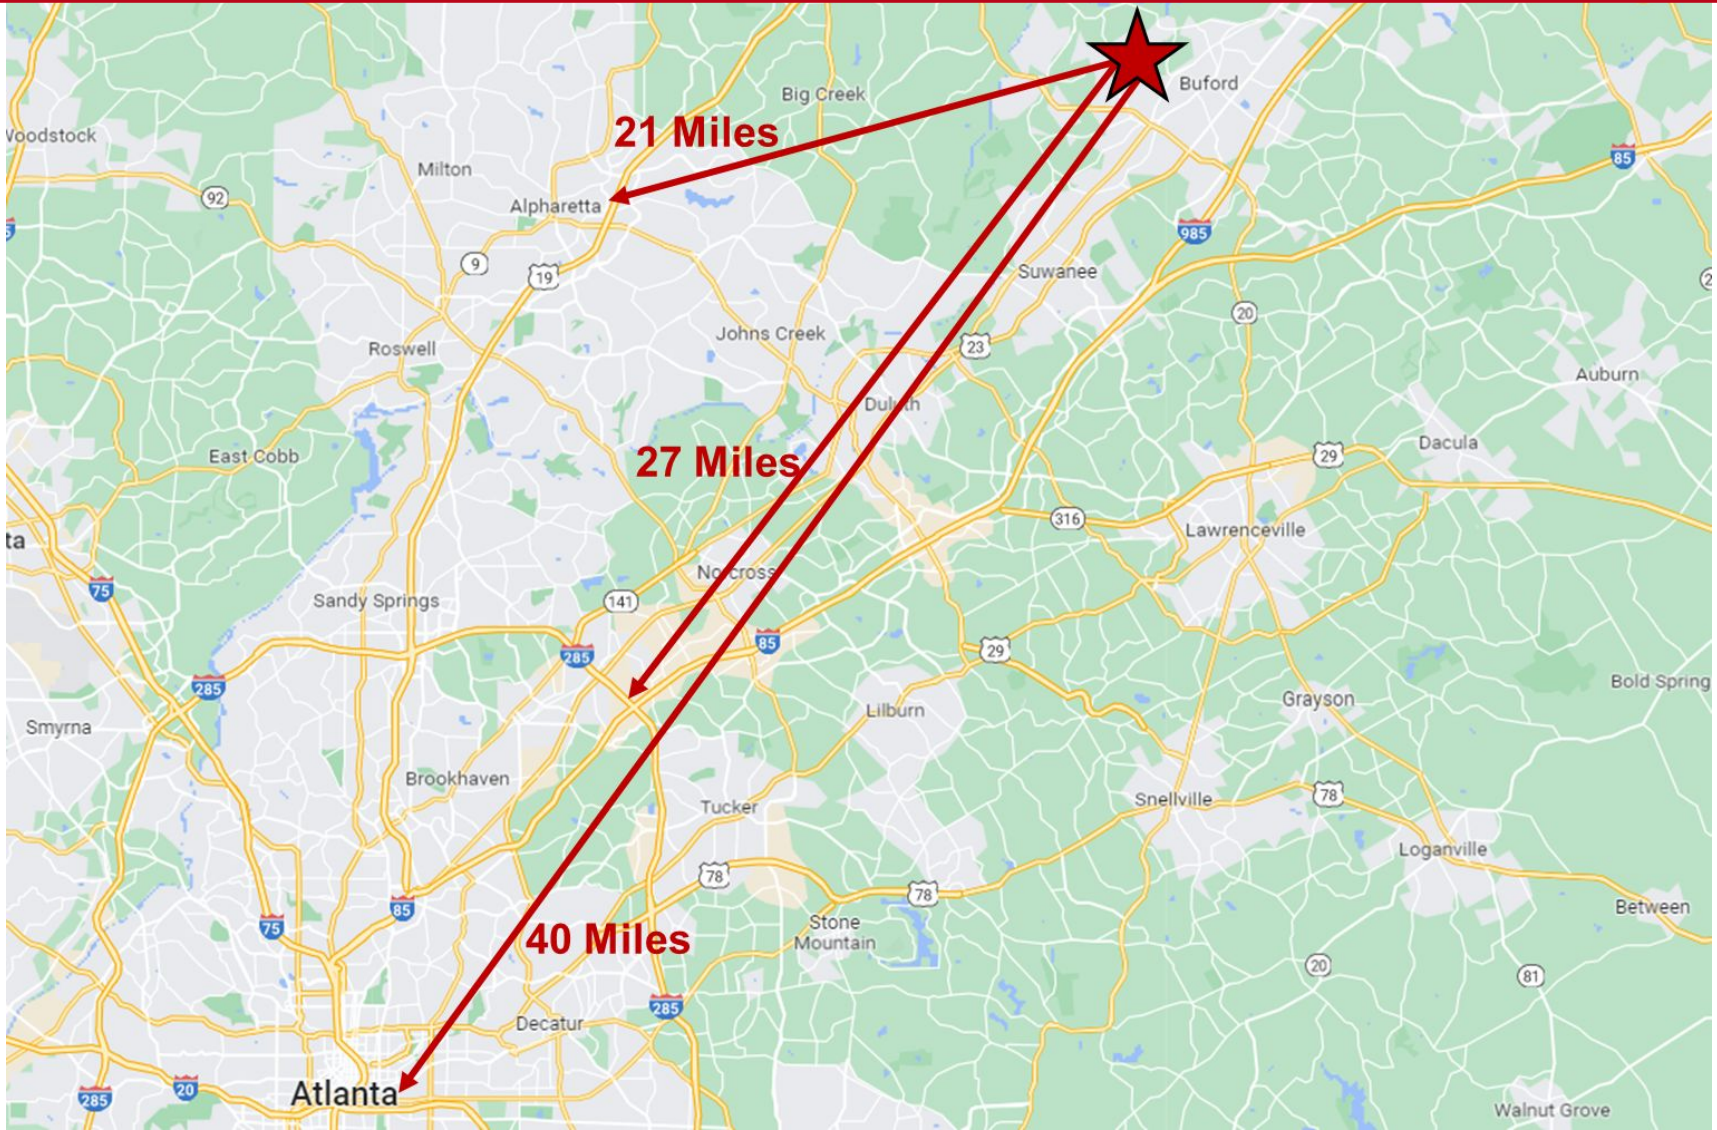 Big Creek
Buford
Woodstock
21 Miles
85
Milton
92
Alpharetta
985
9
19
Suwanee
20
Johns Creek
23
Roswell
Auburn
Duluth
Dacula
29
East Cobb
27 Miles
316
Lawrenceville
ta
Norcross
75
Sandy Springs
141
85
285
29
285
Bold Spring
Grayson
Lilburn
Smyrna
Brookhaven
Tucker
Snellville
78
Loganville
78
78
85
Between
75
Stone
Mountain
40 Miles
20
81
285
Decatur
Atlanta
20
285
Walnut Grove